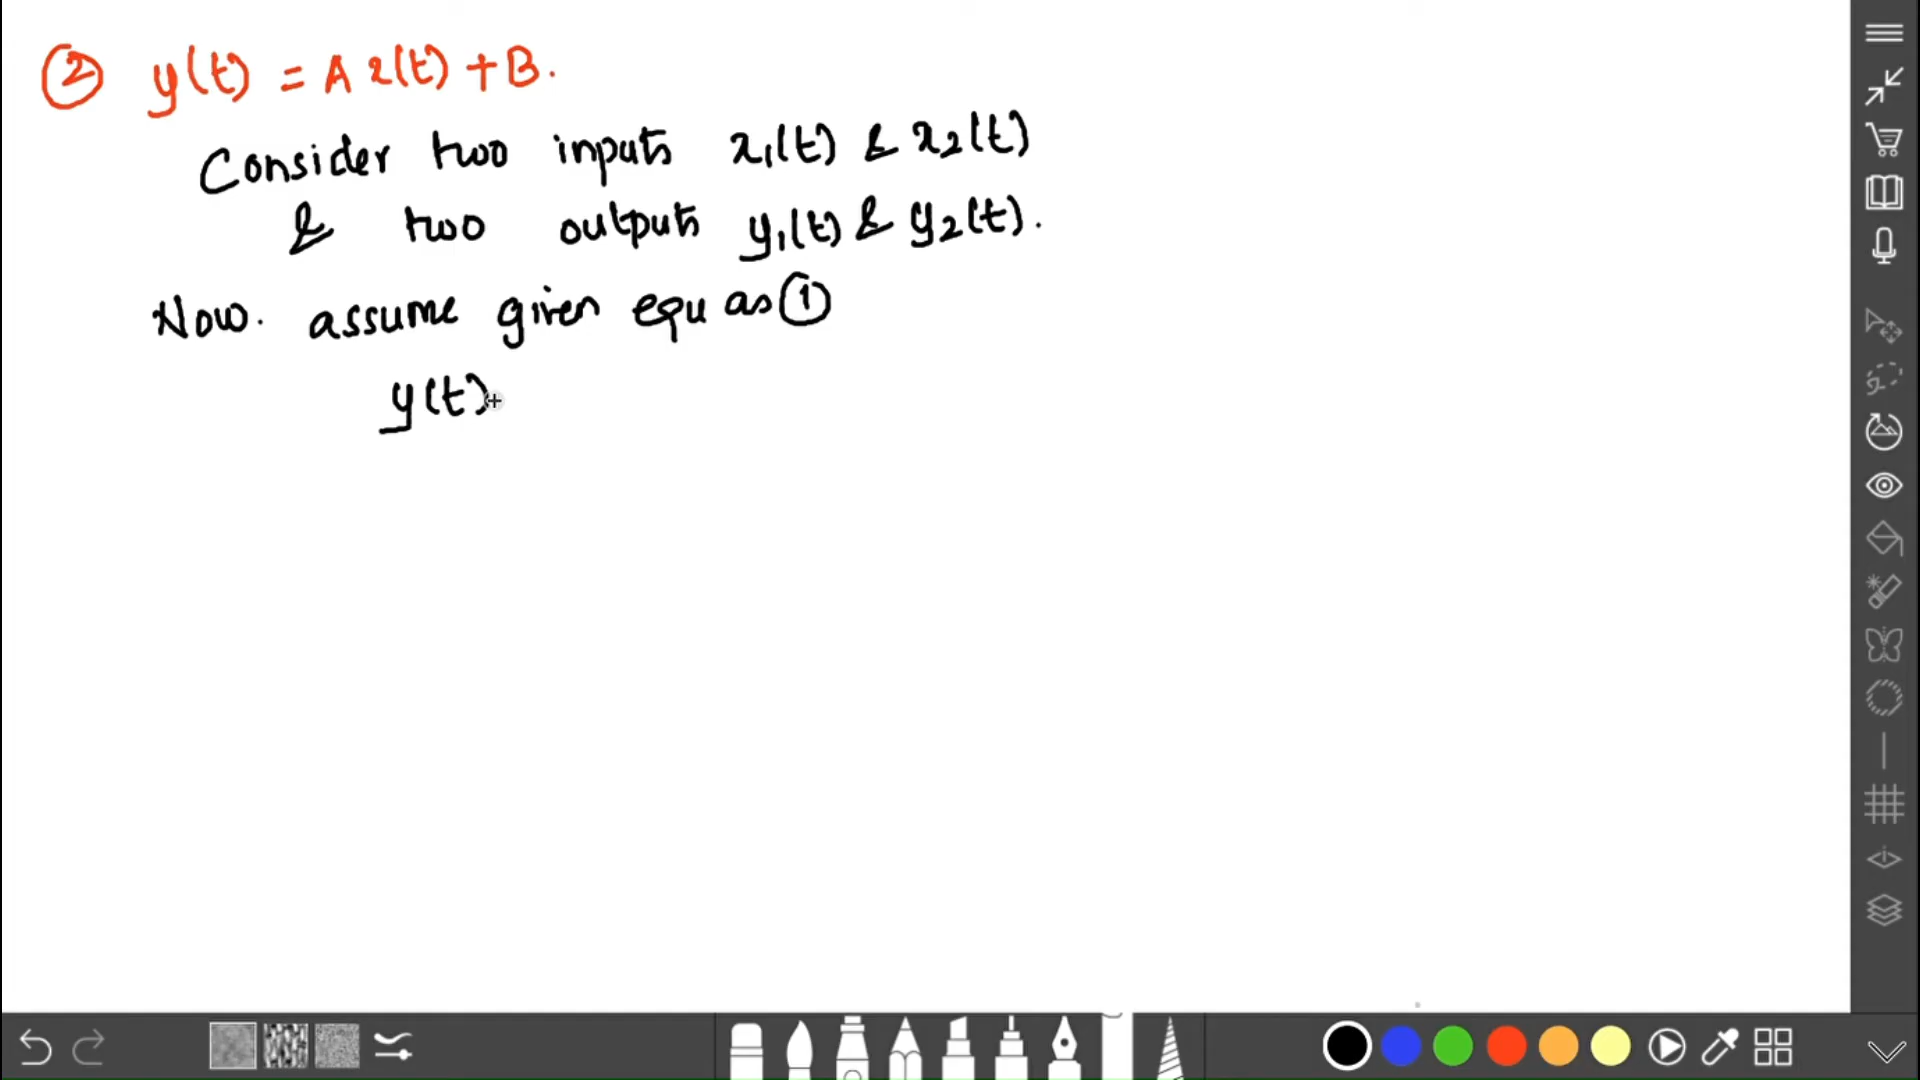 ② y(t) = A x(t) + B.
Consider two inputs x₁(t) & x₂(t)
& two outputs y₁(t) & y₂(t).
Now. assume given equ as ①
y(t)